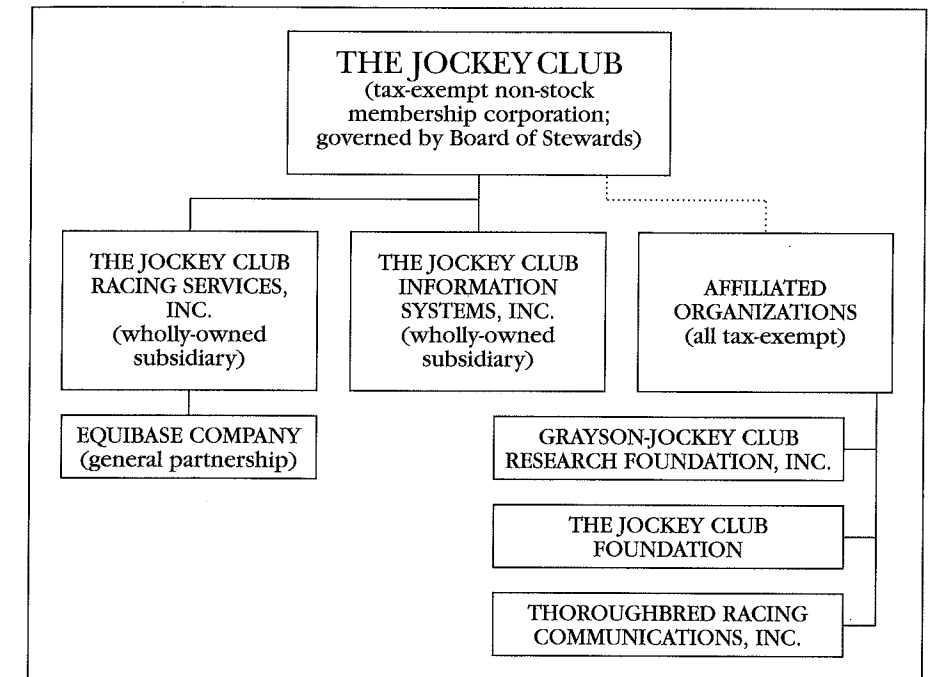 THE JOCKEY CLUB
(tax-exempt non-stock
membership corporation;
governed by Board of Stewards)
THE JOCKEY CLUB
RACING SERVICES,
INC.
(wholly-owned
subsidiary)
THE JOCKEY CLUB
INFORMATION
SYSTEMS, INC.
(wholly-owned
subsidiary)
AFFILIATED
ORGANIZATIONS
(all tax-exempt)
EQUIBASE COMPANY
(general partnership)
GRAYSON-JOCKEY CLUB
RESEARCH FOUNDATION, INC.
THE JOCKEY CLUB
FOUNDATION
THOROUGHBRED RACING
COMMUNICATIONS, INC.